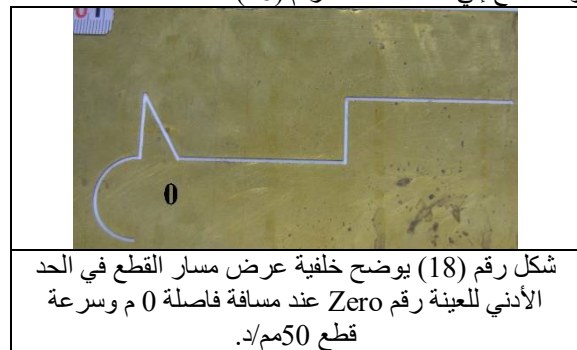 0
شكل رقم (18) يوضح خلفية عرض مسار القطع في الحد
الأدني للعينة رقم Zero عند مسافة فاصلة 0 م وسرعة
قطع 50مم/د.